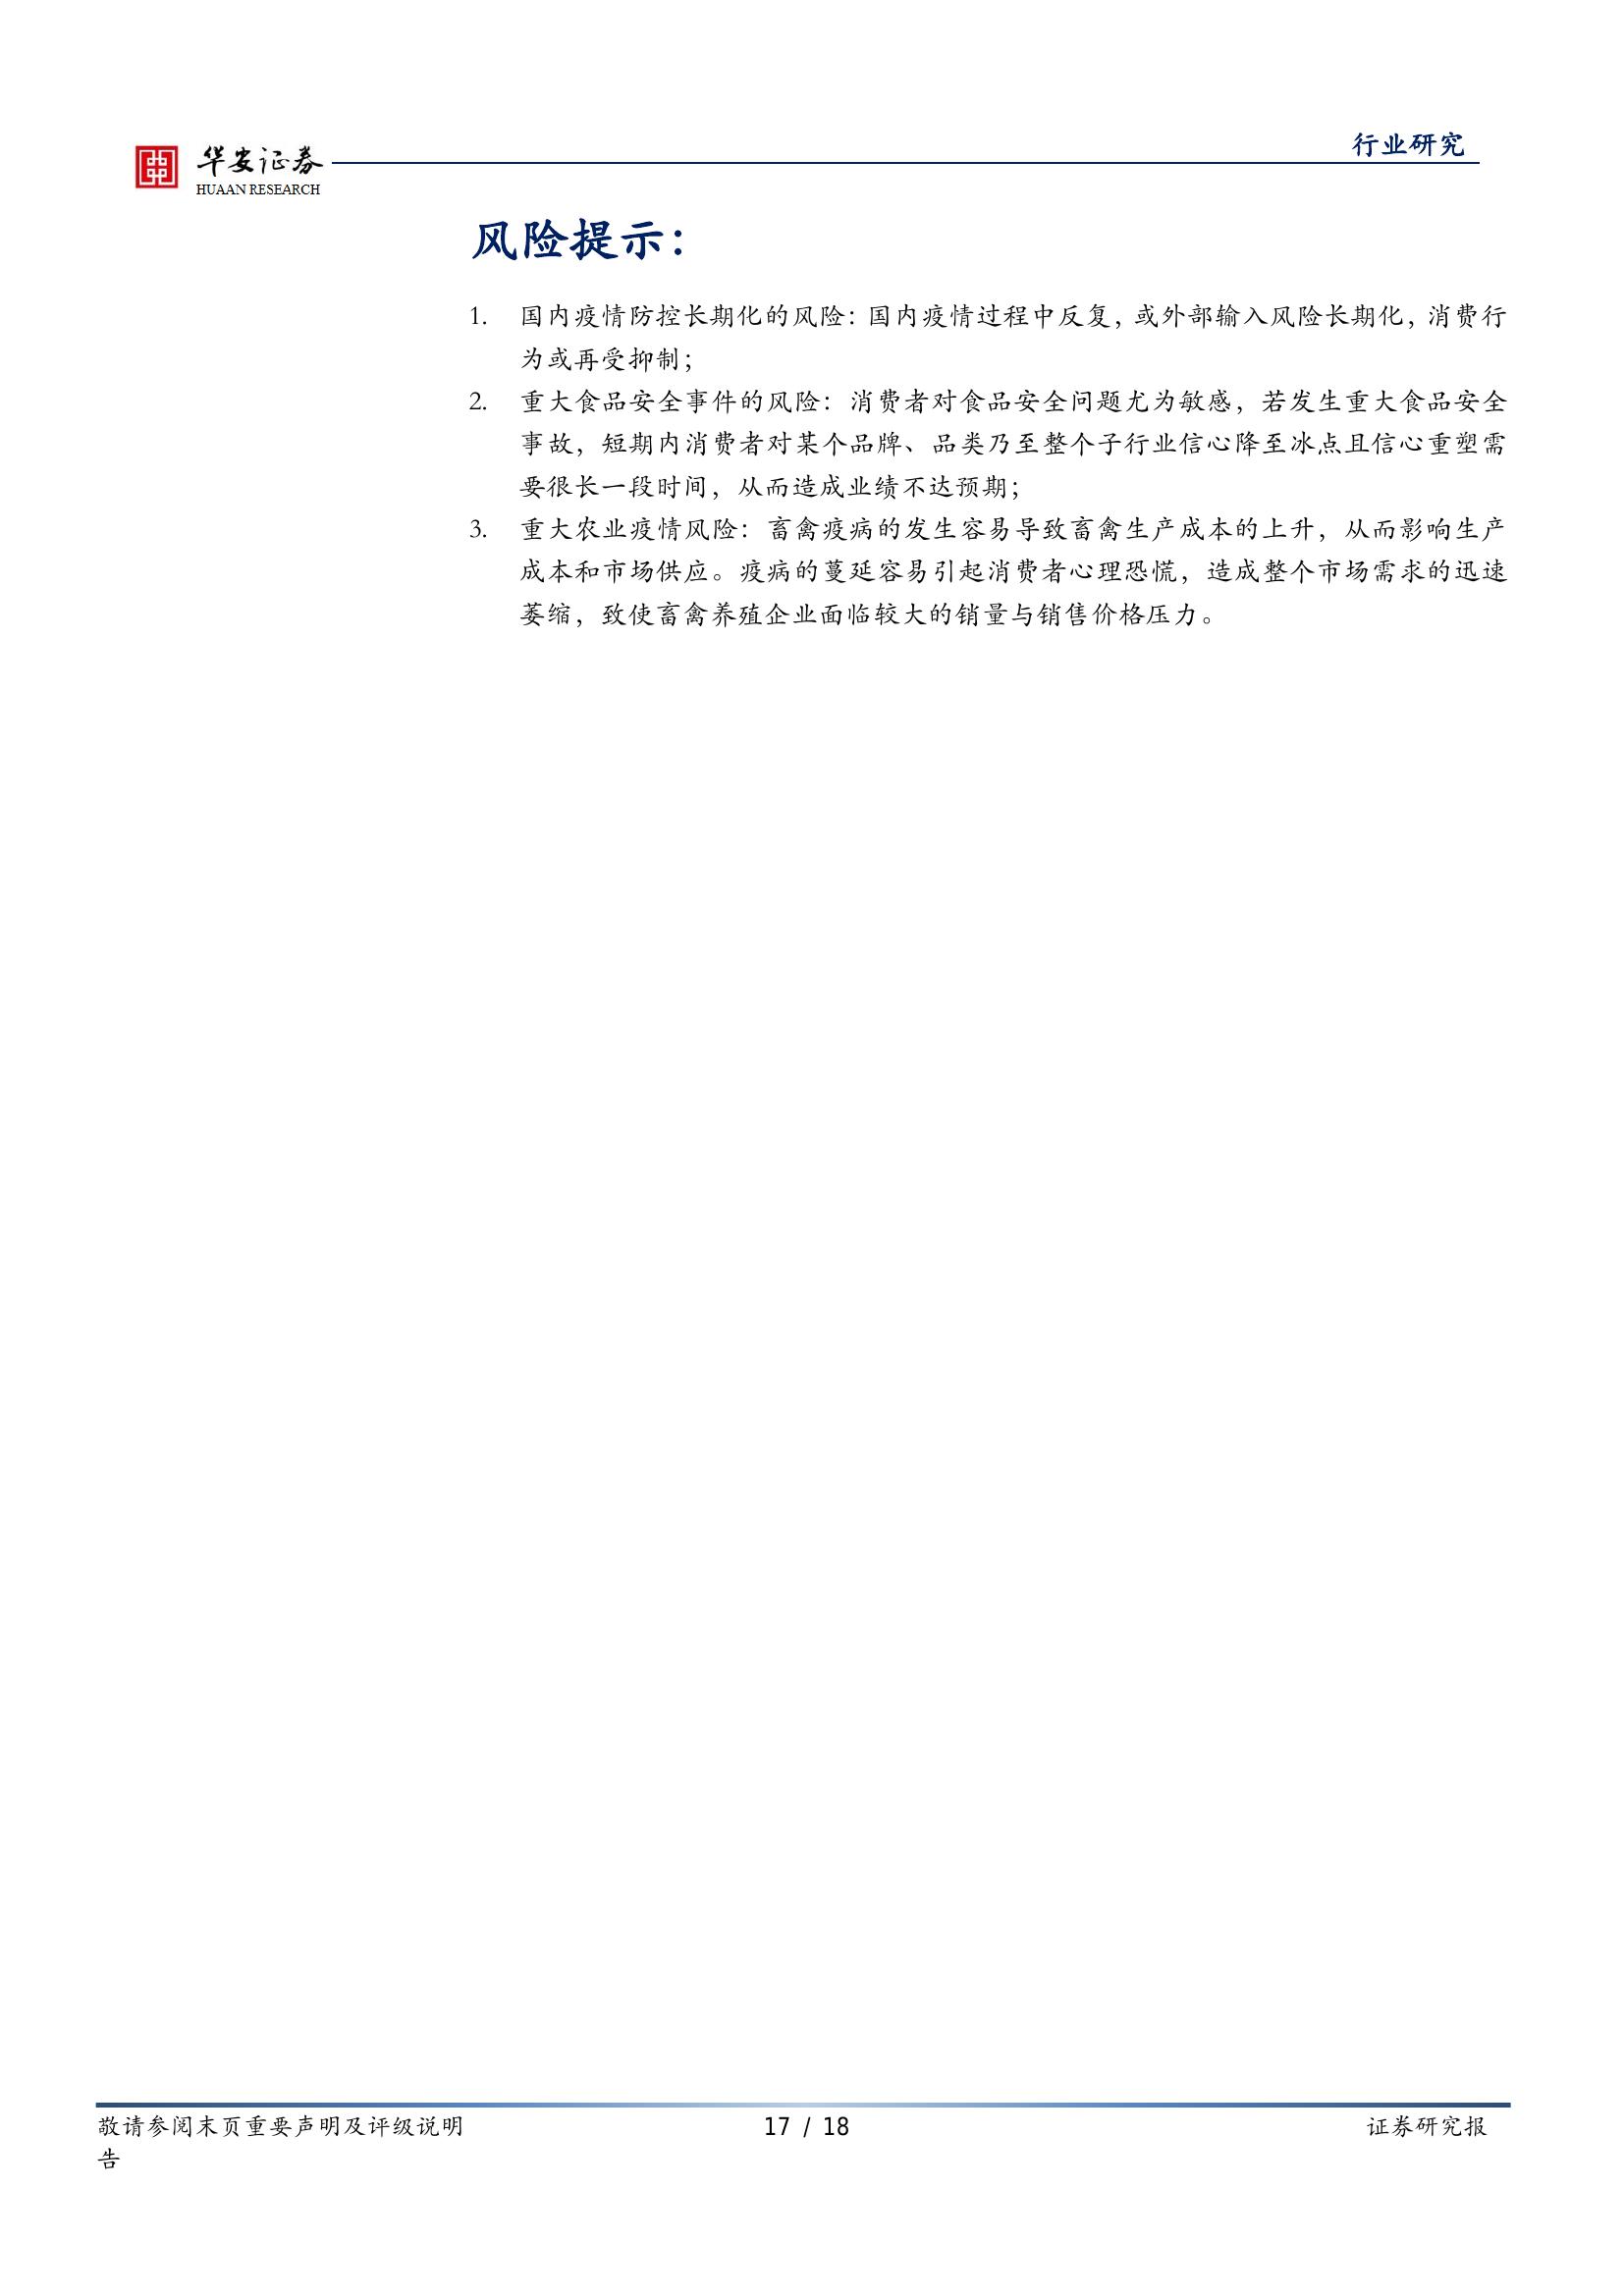 华安证券
HUAAN RESEARCH
行业研究
风险提示：
1. 国内疫情防控长期化的风险：国内疫情过程中反复，或外部输入风险长期化，消费行
为或再受抑制；
2. 重大食品安全事件的风险：消费者对食品安全问题尤为敏感，若发生重大食品安全
事故，短期内消费者对某个品牌、品类乃至整个子行业信心降至冰点且信心重塑需
要很长一段时间，从而造成业绩不达预期；
3. 重大农业疫情风险：畜禽疫病的发生容易导致畜禽生产成本的上升，从而影响生产
成本和市场供应。疫病的蔓延容易引起消费者心理恐慌，造成整个市场需求的迅速
萎缩，致使畜禽养殖企业面临较大的销量与销售价格压力。
敬请参阅末页重要声明及评级说明 17 / 18 证券研究报
告